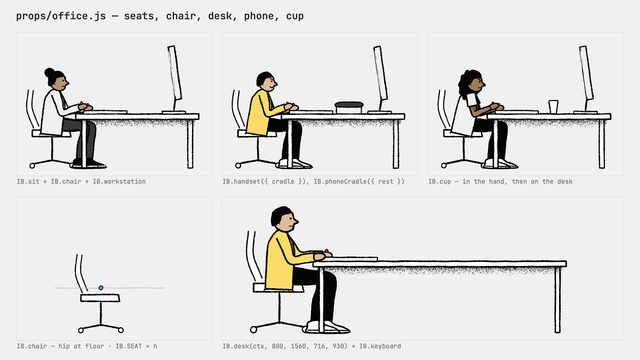 props/office.js — seats, chair, desk, phone, cup
IB.sit + IB.chair + IB.workstation
IB.handset({ cradle }), IB.phoneCradle({ rest })
IB.cup — in the hand, then on the desk
IB.chair — hip at floor - IB.SEAT * h
IB.desk(ctx, 800, 1560, 716, 930) + IB.keyboard